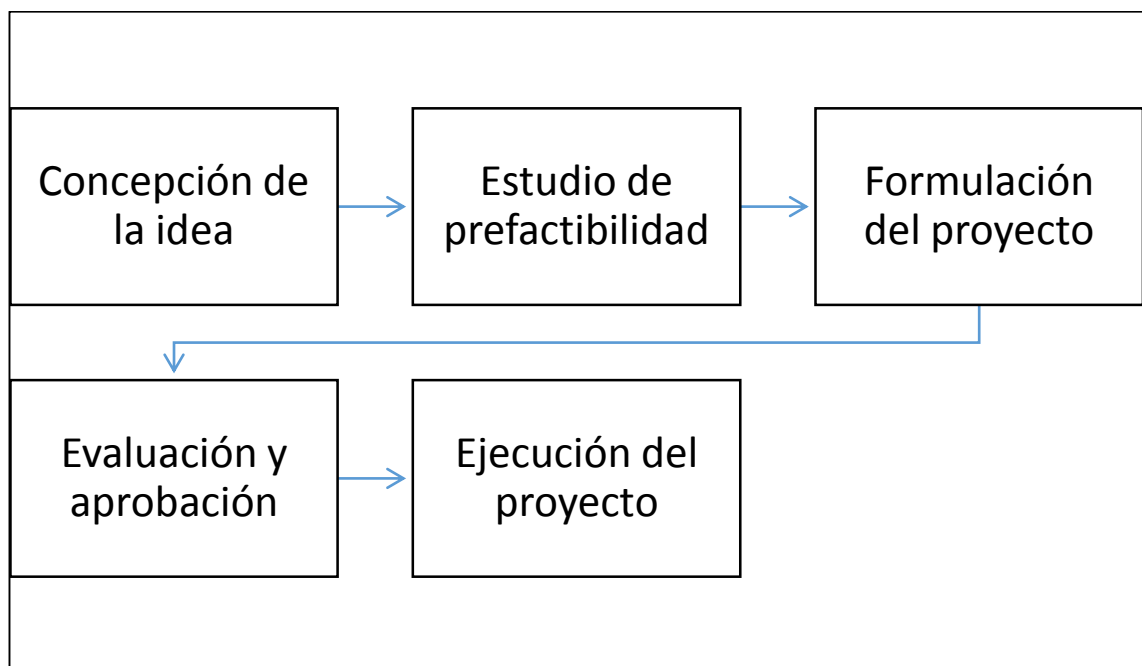 Concepción de
la idea
Estudio de
prefactibilidad
Formulación
del proyecto
Evaluación y
aprobación
Ejecución del
proyecto